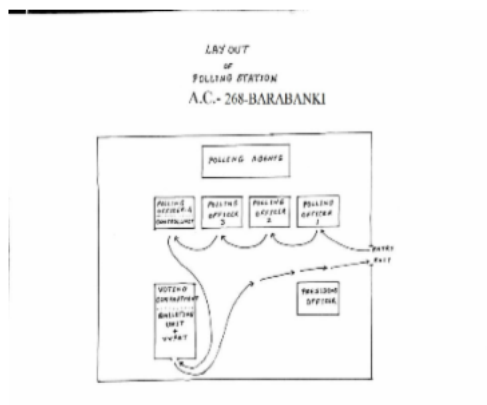 LAY OUT
OF
POLLING STATION
A.C.- 268-BARABANKI
POLLING AGENTS
POLLING
OFFICER-4
CONTROL UNIT
POLLING
OFFICER
3
POLLING
OFFICER
2
POLLING
OFFICER
1
ENTRY
EXIT
VOTING
COMPARTMENT
BALLOTING
UNIT
+
VVPAT
PRESIDING
OFFICER